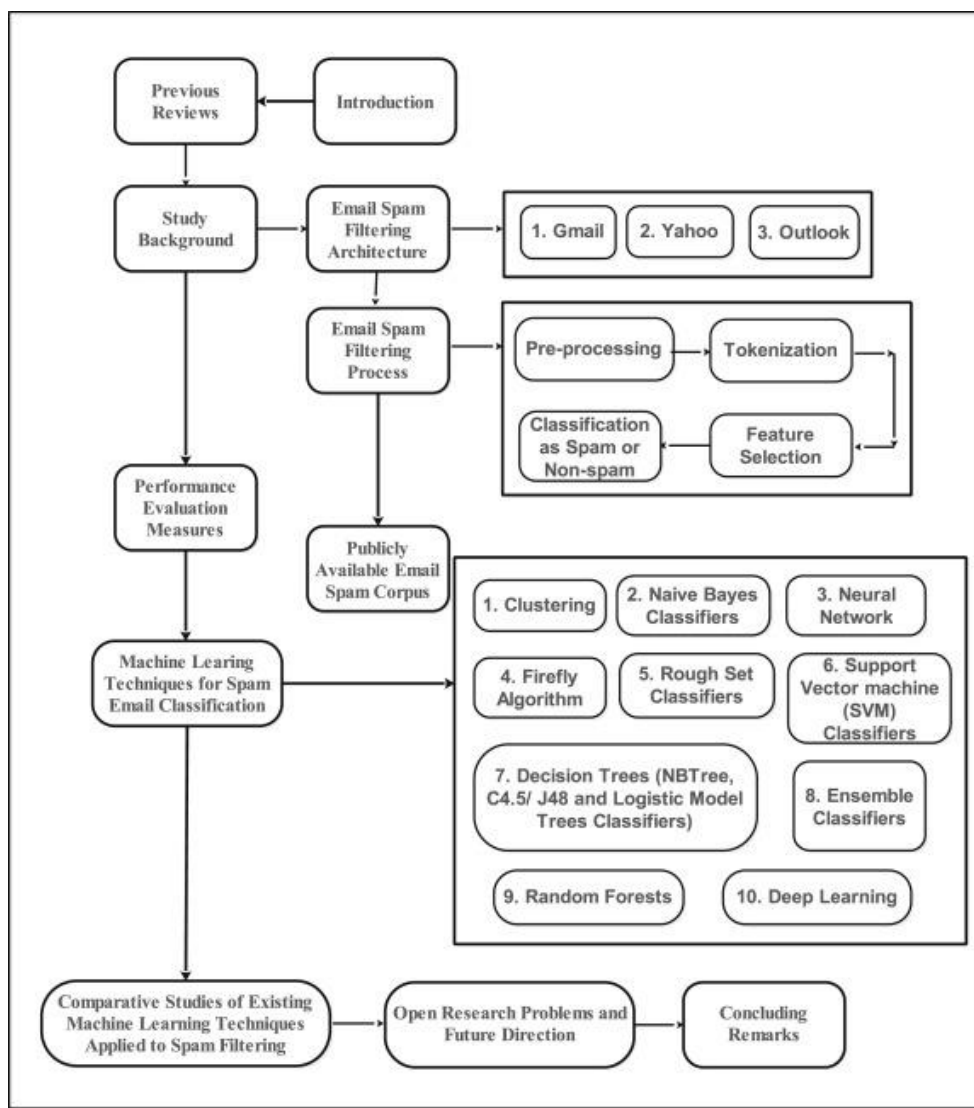 Previous
Reviews
Introduction
Study
Background
Email Spam
Filtering
Architecture
1. Gmail
2. Yahoo
3. Outlook
Email Spam
Filtering
Process
Pre-processing
Tokenization
Classification
as Spam or
Non-spam
Feature
Selection
Performance
Evaluation
Measures
Publicly
Available Email
Spam Corpus
Machine Learing
Techniques for Spam
Email Classification
1. Clustering
2. Naive Bayes
Classifiers
3. Neural
Network
4. Firefly
Algorithm
5. Rough Set
Classifiers
6. Support
Vector machine
(SVM)
Classifiers
7. Decision Trees (NBTree,
C4.5/ J48 and Logistic Model
Trees Classifiers)
8. Ensemble
Classifiers
9. Random Forests
10. Deep Learning
Comparative Studies of Existing
Machine Learning Techniques
Applied to Spam Filtering
Open Research Problems and
Future Direction
Concluding
Remarks